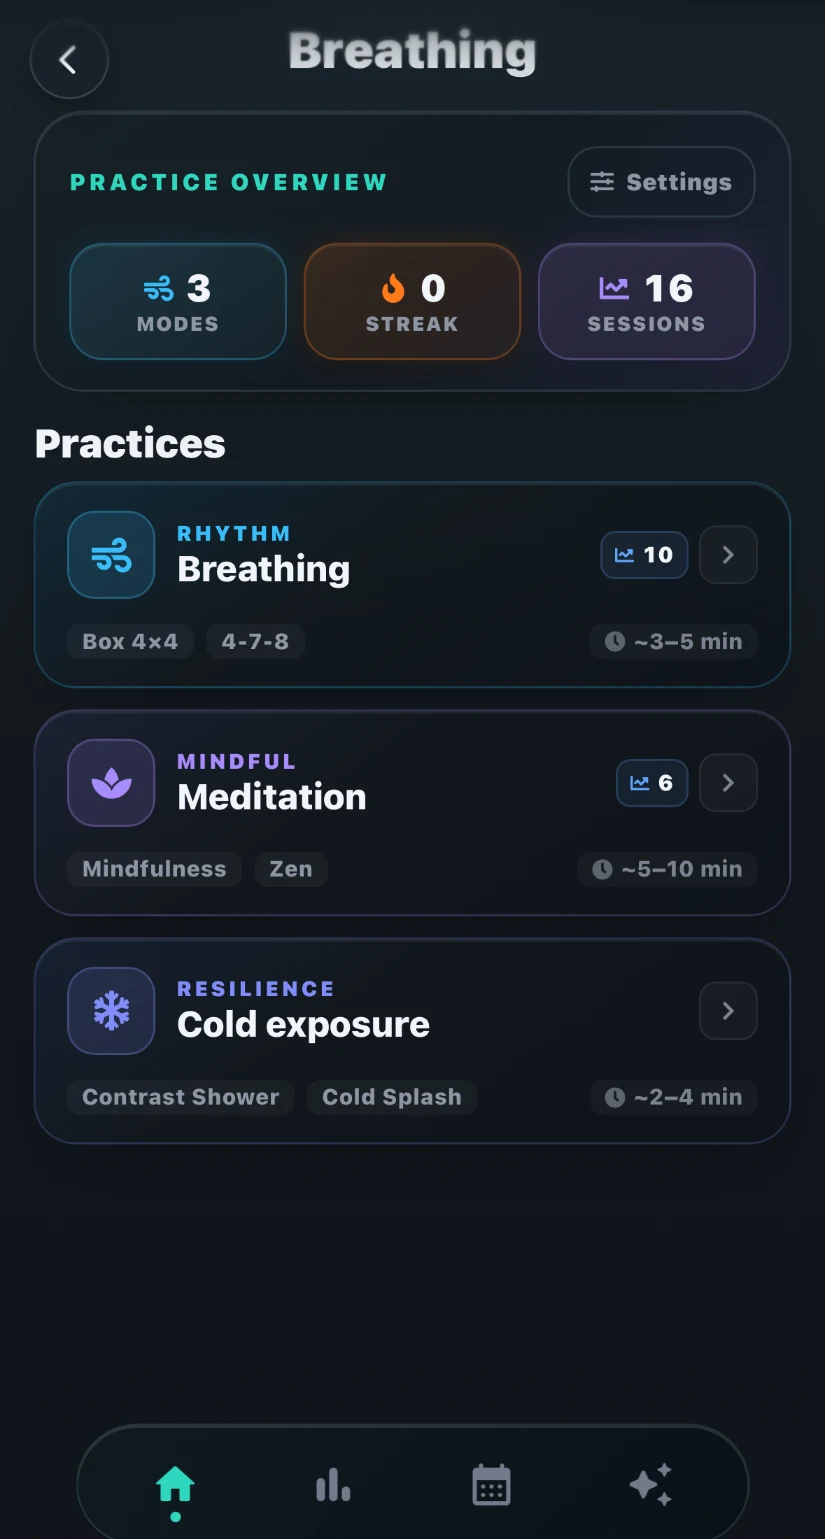 Breathing
PRACTICE OVERVIEW
Settings
3
MODES
0
STREAK
16
SESSIONS
Practices
RHYTHM
Breathing
10
Box 4×4
4-7-8
~3–5 min
MINDFUL
Meditation
6
Mindfulness
Zen
~5–10 min
RESILIENCE
Cold exposure
Contrast Shower
Cold Splash
~2–4 min